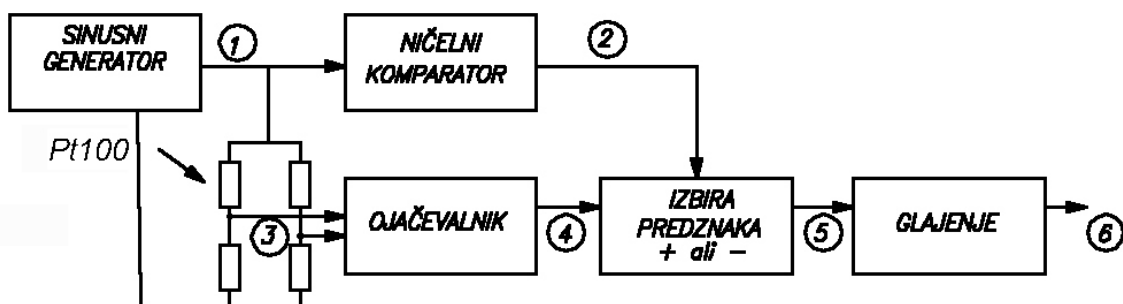 SINUSNI
GENERATOR
1
NIČELNI
KOMPARATOR
2
Pt100
3
OJAČEVALNIK
4
IZBIRA
PREDZNAKA
+ ali -
5
GLAJENJE
6